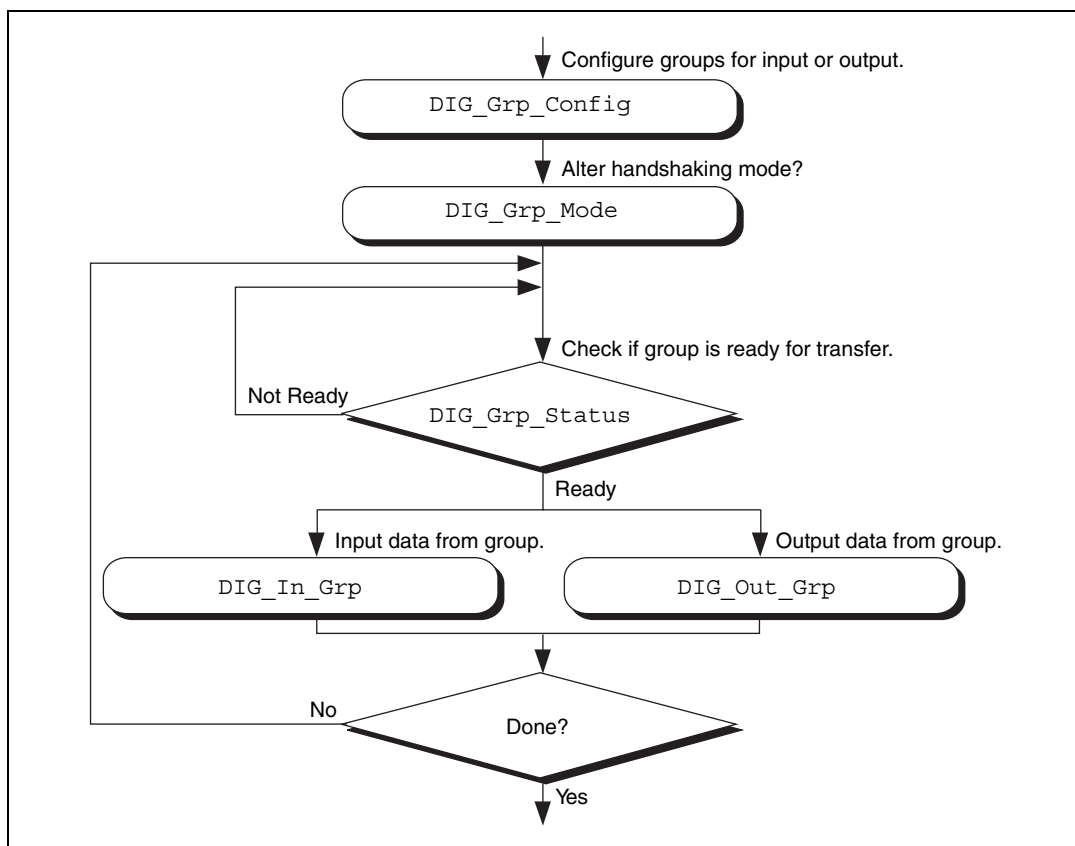 Configure groups for input or output.
DIG_Grp_Config
Alter handshaking mode?
DIG_Grp_Mode
Check if group is ready for transfer.
Not Ready
DIG_Grp_Status
Ready
Input data from group.
Output data from group.
DIG_In_Grp
DIG_Out_Grp
No
Done?
Yes